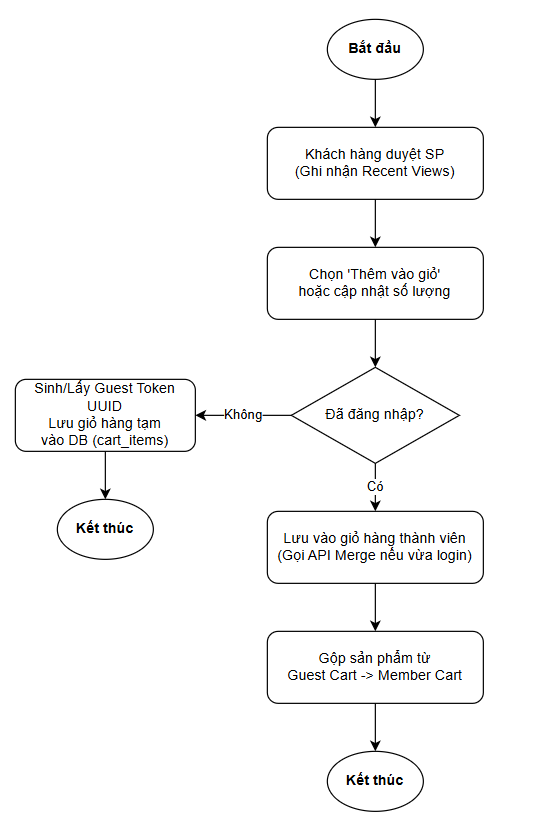 Bắt đầu
Khách hàng duyệt SP
(Ghi nhận Recent Views)
Chọn 'Thêm vào giỏ'
hoặc cập nhật số lượng
Đã đăng nhập?
Không
Sinh/Lấy Guest Token
UUID
Lưu giỏ hàng tạm
vào DB (cart_items)
Kết thúc
Có
Lưu vào giỏ hàng thành viên
(Gọi API Merge nếu vừa login)
Gộp sản phẩm từ
Guest Cart -> Member Cart
Kết thúc